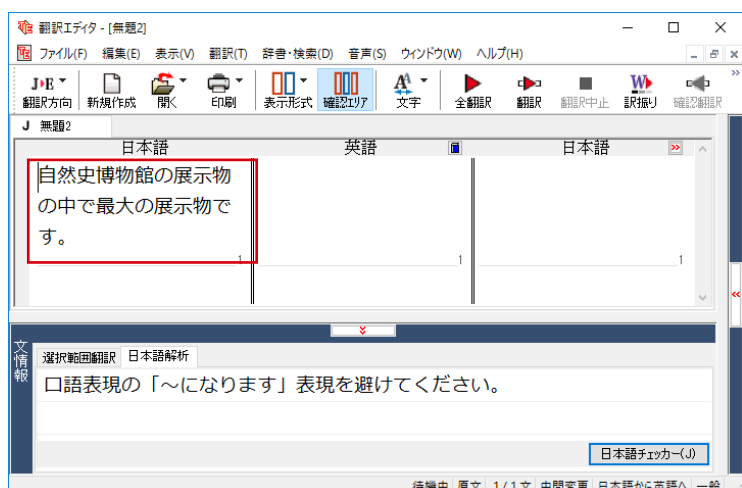 翻訳エディタ - [無題2]
ファイル(F) 編集(E) 表示(V) 翻訳(T) 辞書・検索(D) 音声(S) ウィンドウ(W) ヘルプ(H)
J▸E A A W
翻訳方向 新規作成 開く 印刷 表示形式 確認エリア 文字 全翻訳 翻訳 翻訳中止 訳振り 確認翻訳
J 無題2
日本語 英語 日本語
自然史博物館の展示物
の中で最大の展示物で
す。
1 1 1
文情報
選択範囲翻訳 日本語解析
口語表現の「～になります」表現を避けてください。
日本語チェッカー(J)
待機中 原文 1/1文 中間変更 日本語から英語へ 一般